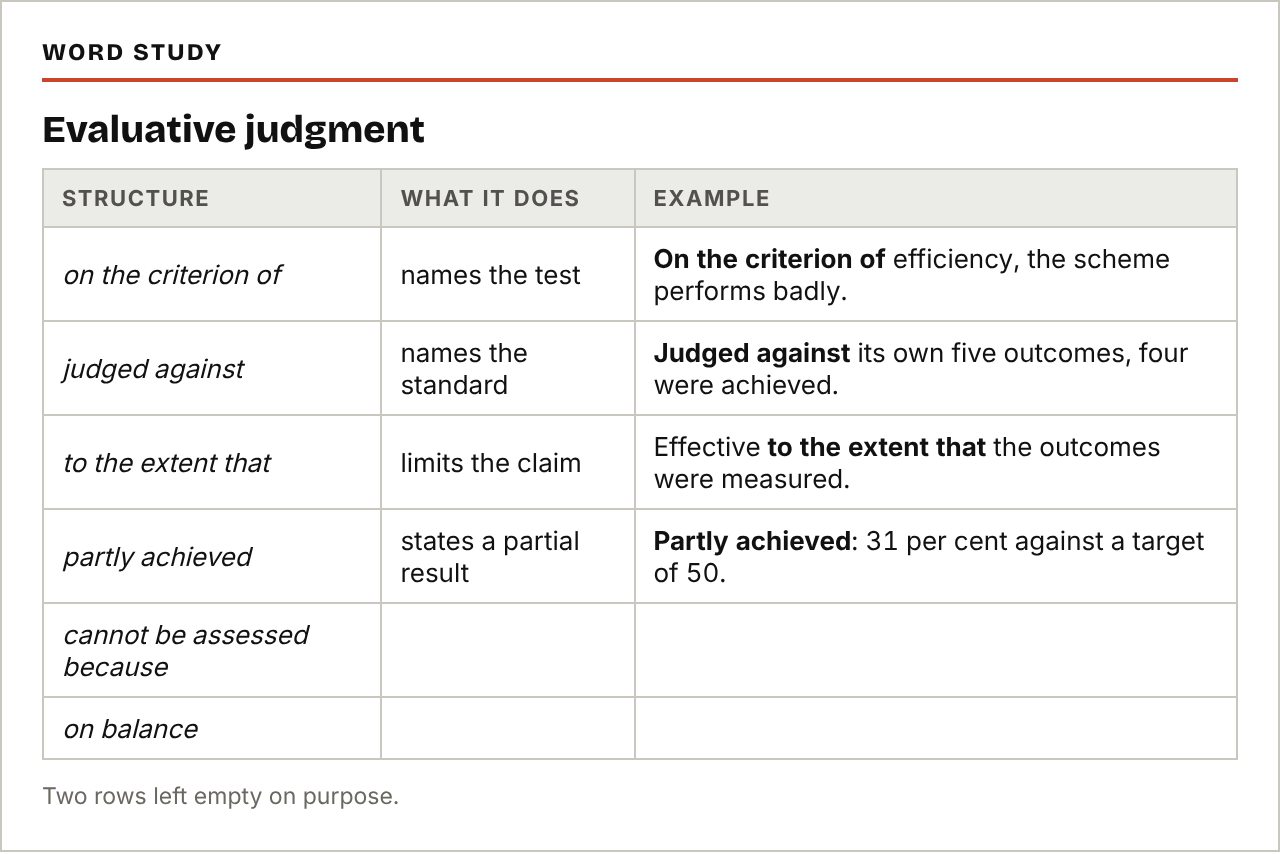 WORD STUDY
Evaluative judgment
STRUCTURE
WHAT IT DOES
EXAMPLE
on the criterion of
names the test
On the criterion of efficiency, the scheme
performs badly.
judged against
names the
standard
Judged against its own five outcomes, four
were achieved.
to the extent that
limits the claim
Effective to the extent that the outcomes
were measured.
partly achieved
states a partial
result
Partly achieved: 31 per cent against a target
of 50.
cannot be assessed
because
on balance
Two rows left empty on purpose.